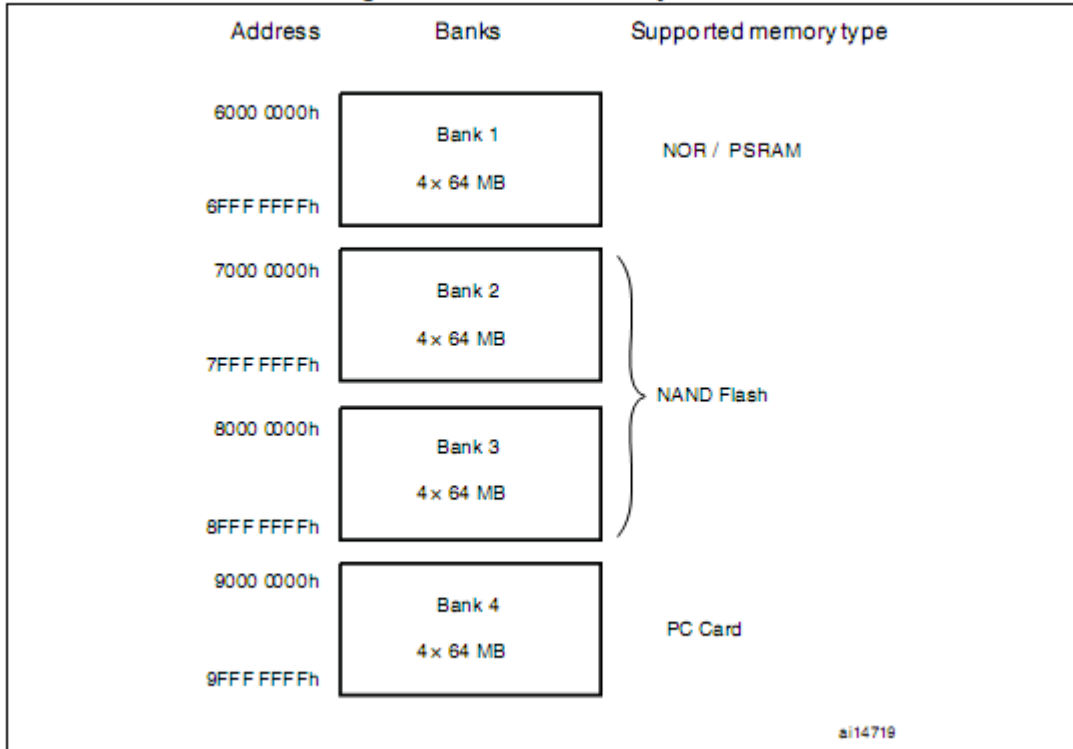 Address Banks Supported memory type
6000 0000h
Bank 1
NOR / PSRAM
4 x 64 MB
6FFF FFFFh
7000 0000h
Bank 2
4 x 64 MB
7FFF FFFFh
NAND Flash
8000 0000h
Bank 3
4 x 64 MB
8FFF FFFFh
9000 0000h
Bank 4
PC Card
4 x 64 MB
9FFF FFFFh
ai14719